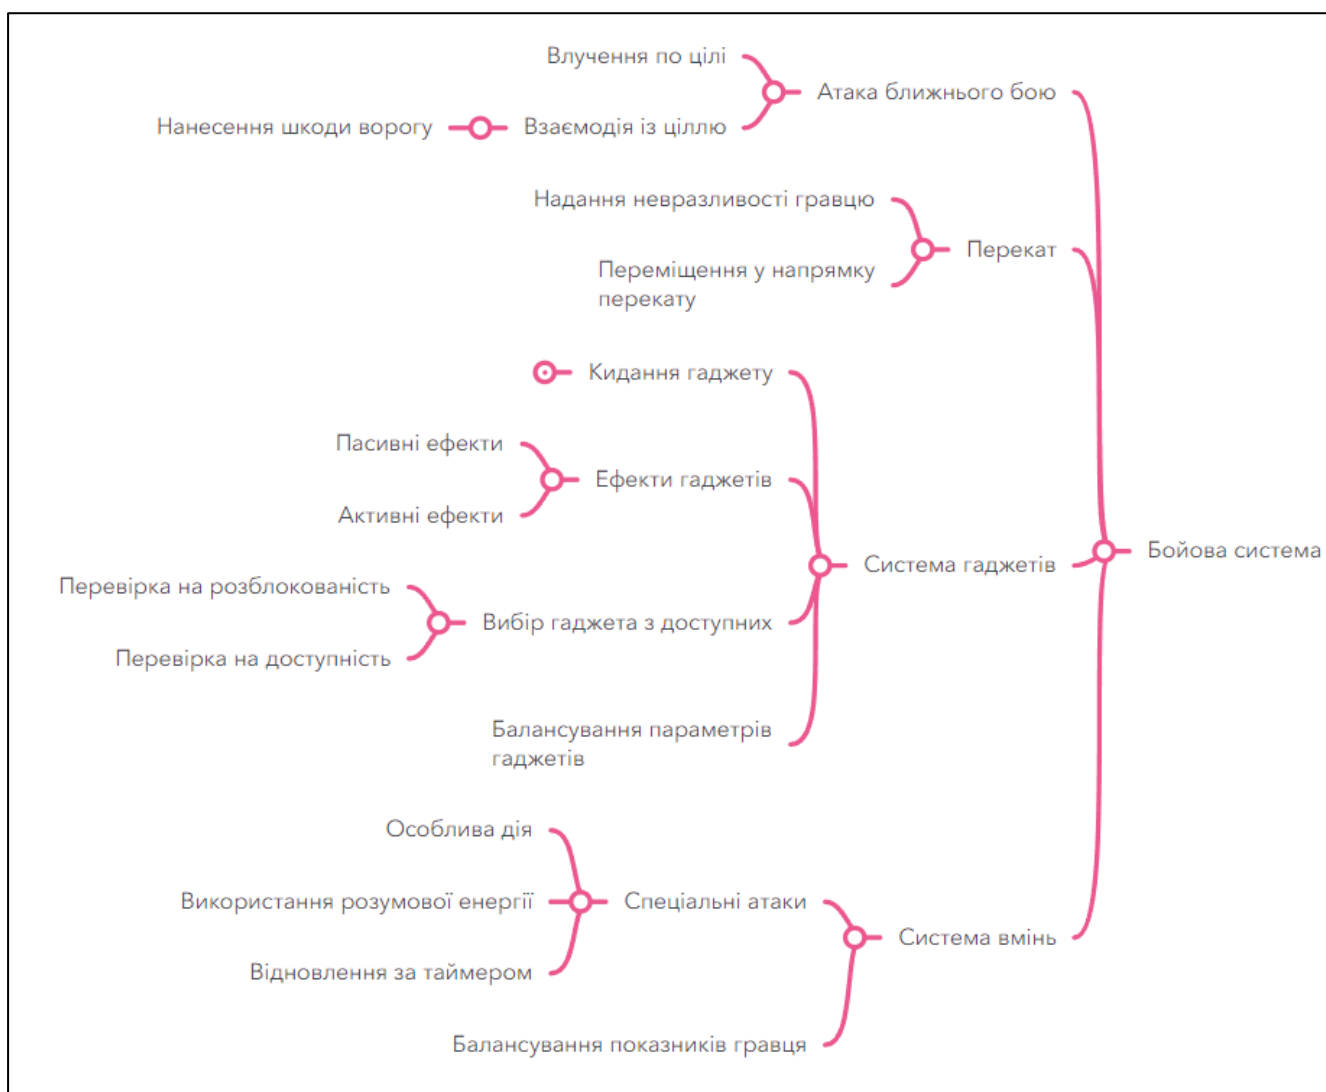 Влучення по цілі
Атака ближнього бою
Нанесення шкоди ворогу
Взаємодія із ціллю
Надання невразливості гравцю
Перекат
Переміщення у напрямку
перекату
Кидання гаджету
Пасивні ефекти
Ефекти гаджетів
Активні ефекти
Бойова система
Система гаджетів
Перевірка на розблокованість
Вибір гаджета з доступних
Перевірка на доступність
Балансування параметрів
гаджетів
Особлива дія
Використання розумової енергії
Спеціальні атаки
Система вмінь
Відновлення за таймером
Балансування показників гравця